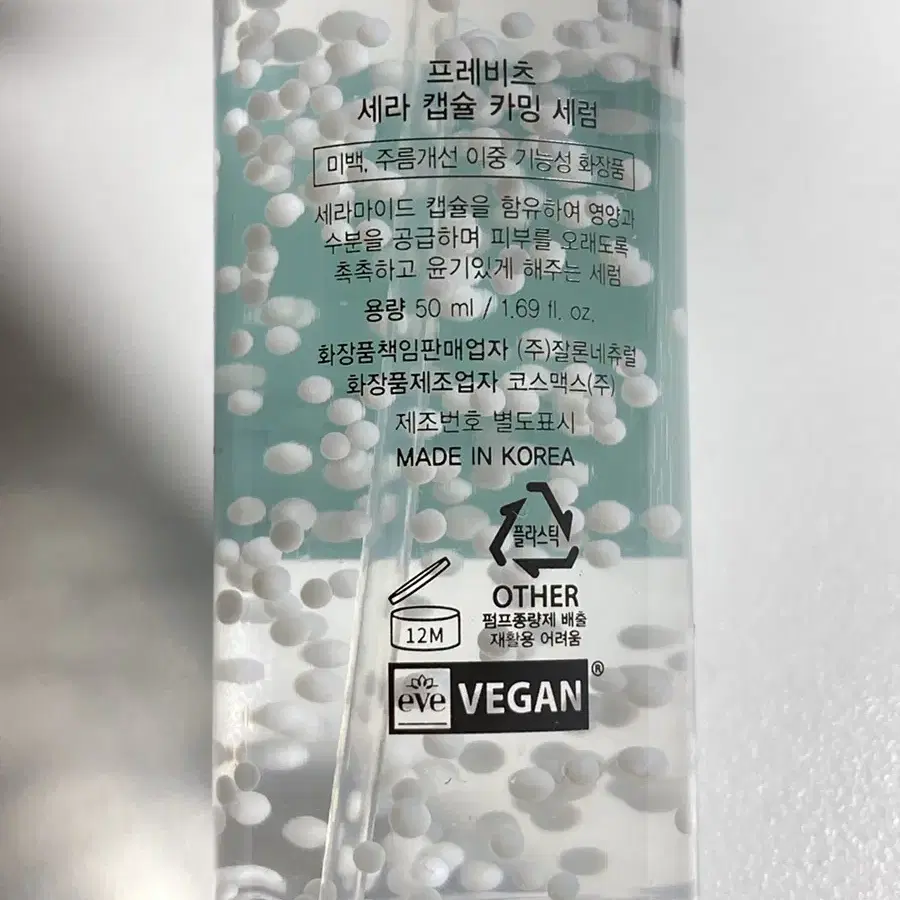 프레비츠
세라 캡슐 카밍 세럼
미백, 주름개선 이중 기능성 화장품
세라마이드 캡슐을 함유하여 영양과
수분을 공급하며 피부를 오래도록
촉촉하고 윤기있게 해주는 세럼
용량 50 ml / 1.69 fl. oz.
화장품책임판매업자 (주)잘론네츄럴
화장품제조업자 코스맥스(주)
제조번호 별도표시
MADE IN KOREA
플라스틱
OTHER
펌프종량제 배출
재활용 어려움
12M
eve VEGAN®